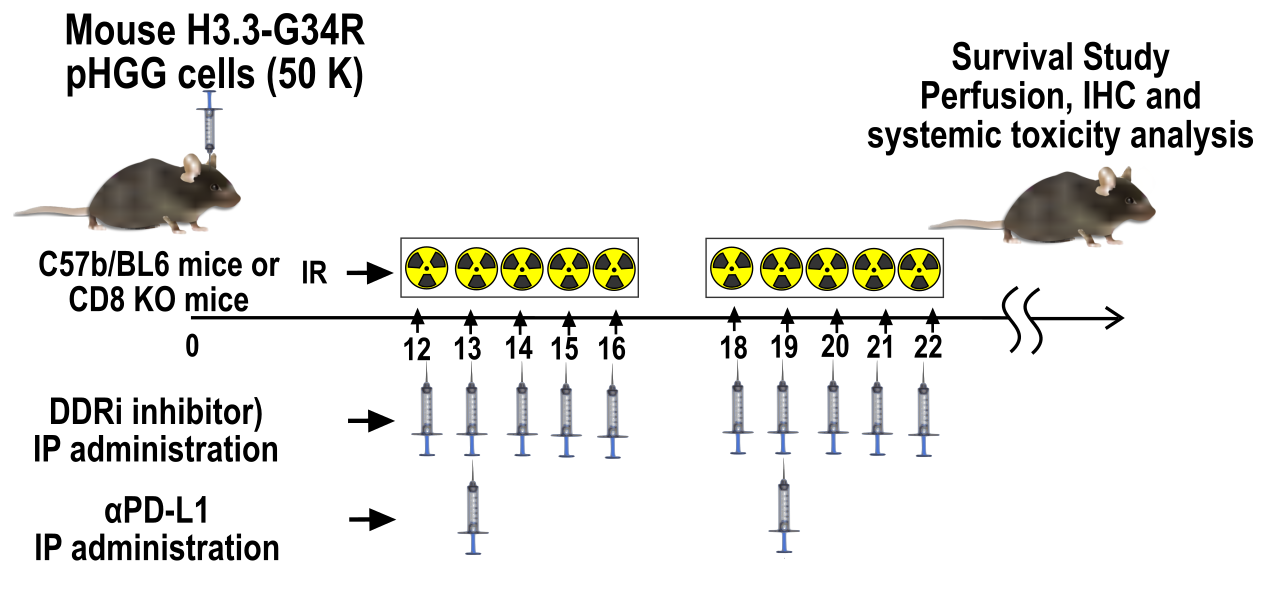 Mouse H3.3-G34R
pHGG cells (50 K)
Survival Study
Perfusion, IHC and
systemic toxicity analysis
C57b/BL6 mice or
CD8 KO mice
IR
0
12 13 14 15 16 18 19 20 21 22
DDRi inhibitor)
IP administration
αPD-L1
IP administration